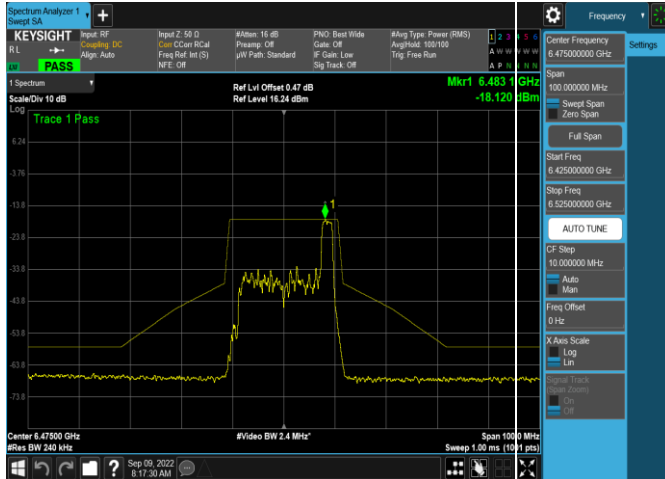 Spectrum Analyzer 1
Swept SA
+
Frequency
KEYSIGHT
Input: RF
Input Z: 50 Ω
#Atten: 16 dB
PNO: Best Wide
#Avg Type: Power (RMS)
1 2 3 4 5 6
RL
Coupling: DC
Corr CCorr RCal
Preamp: Off
Gate: Off
Avg|Hold: 100/100
Align: Auto
Freq Ref: Int (S)
µW Path: Standard
IF Gain: Low
Trig: Free Run
NFE: Off
Sig Track: Off
PASS
A P N N N N
1 Spectrum
Ref Lvl Offset 0.47 dB
Mkr1 6.483 1 GHz
Scale/Div 10 dB
Ref Level 16.24 dBm
-18.120 dBm
Log
Trace 1 Pass
6.24
-3.76
-13.8
-23.8
-33.8
-43.8
-53.8
-63.8
-73.8
1
Center 6.47500 GHz
#Video BW 2.4 MHz*
Span 100.0 MHz
#Res BW 240 kHz
Sweep 1.00 ms (1001 pts)
?
Sep 09, 2022
8:17:30 AM
Center Frequency
6.475000000 GHz
Settings
Span
100.000000 MHz
Swept Span
Zero Span
Full Span
Start Freq
6.425000000 GHz
Stop Freq
6.525000000 GHz
AUTO TUNE
CF Step
10.000000 MHz
Auto
Man
Freq Offset
0 Hz
X Axis Scale
Log
Lin
Signal Track
(Span Zoom)
On
Off